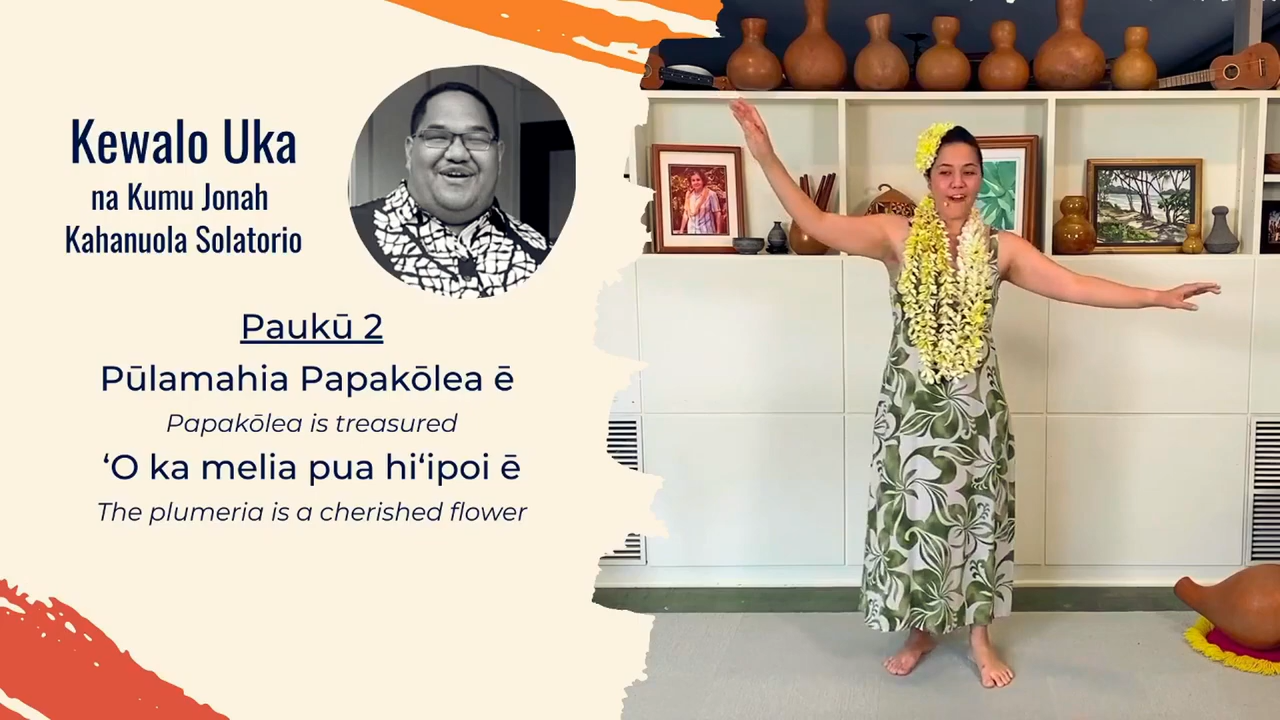 Kewalo Uka
na Kumu Jonah
Kahanuola Solatorio
Paukū 2
Pūlamahia Papakōlea ē
Papakōlea is treasured
ʻO ka melia pua hiʻipoi ē
The plumeria is a cherished flower